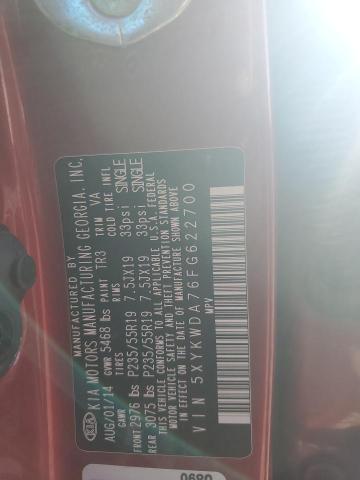 MANUFACTURED BY
KIA MOTORS MANUFACTURING GEORGIA, INC.
AUG/01/14 GVWR 5468 lbs PAINT TR3 TRIM VA
GAWR TIRES RIMS COLD TIRE INFL
FRONT 2976 lbs P235/55R19 7.5JX19 33psi SINGLE
REAR 3075 lbs P235/55R19 7.5JX19 33psi SINGLE
THIS VEHICLE CONFORMS TO ALL APPLICABLE U.S.A. FEDERAL
MOTOR VEHICLE SAFETY AND THEFT PREVENTION STANDARDS
IN EFFECT ON THE DATE OF MANUFACTURE SHOWN ABOVE.
VIN 5XYKWDA76FG622700
MPV
KIA
0690